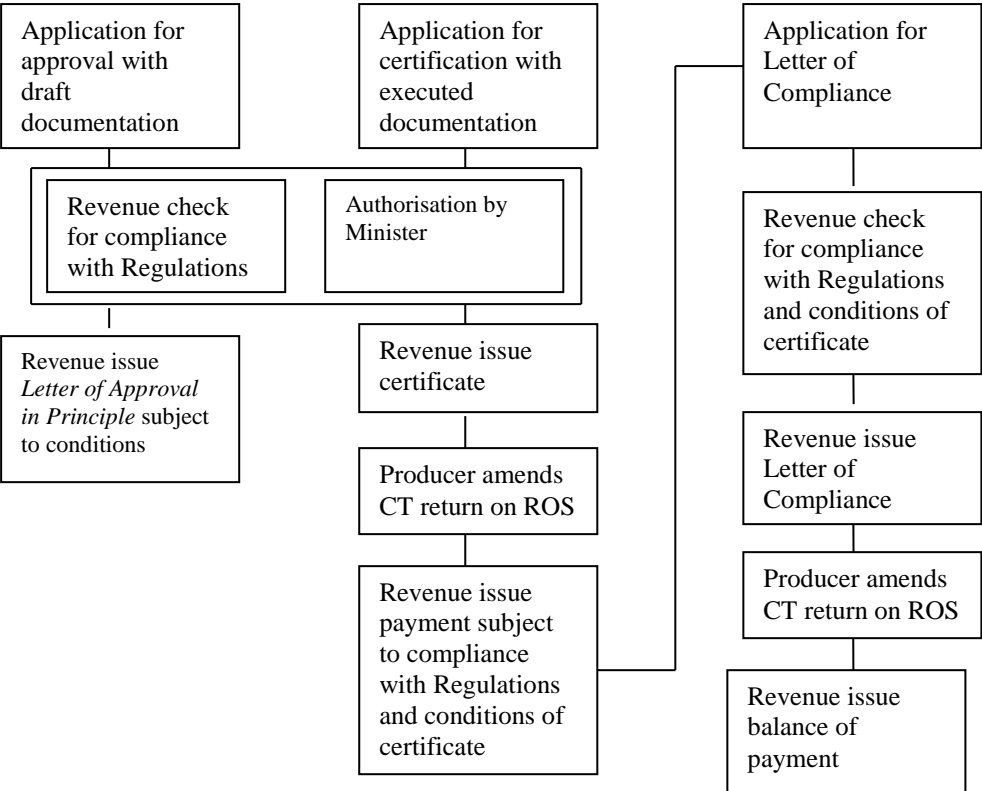 Application for
approval with
draft
documentation
Revenue check
for compliance
with Regulations
Revenue issue
Letter of Approval
in Principle subject
to conditions
Application for
certification with
executed
documentation
Authorisation by
Minister
Revenue issue
certificate
Producer amends
CT return on ROS
Revenue issue
payment subject
to compliance
with Regulations
and conditions of
certificate
Application for
Letter of
Compliance
Revenue check
for compliance
with Regulations
and conditions of
certificate
Revenue issue
Letter of
Compliance
Producer amends
CT return on ROS
Revenue issue
balance of
payment